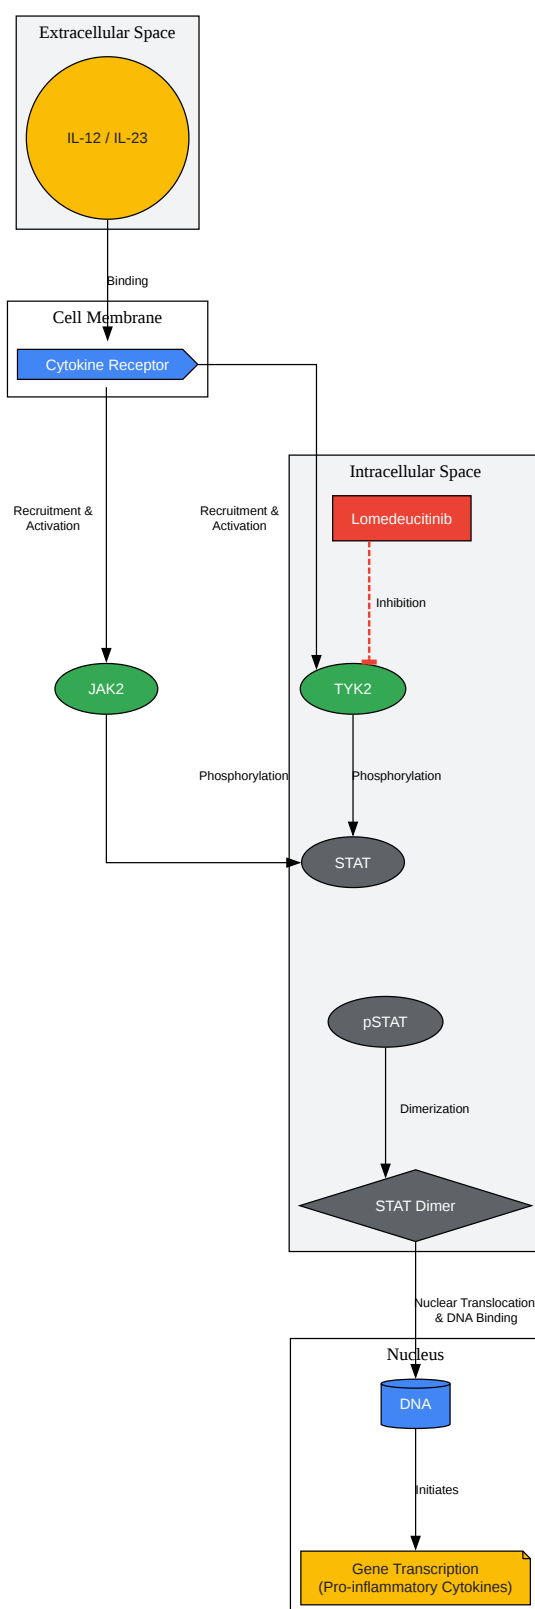 Extracellular Space
IL-12 / IL-23
Binding
Cell Membrane
Cytokine Receptor
Intracellular Space
Lomedeucitinib
Recruitment &
Activation
Recruitment &
Activation
Inhibition
JAK2
TYK2
Phosphorylation
Phosphorylation
STAT
pSTAT
Dimerization
STAT Dimer
Nuclear Translocation
& DNA Binding
Nucleus
DNA
Initiates
Gene Transcription
(Pro-inflammatory Cytokines)